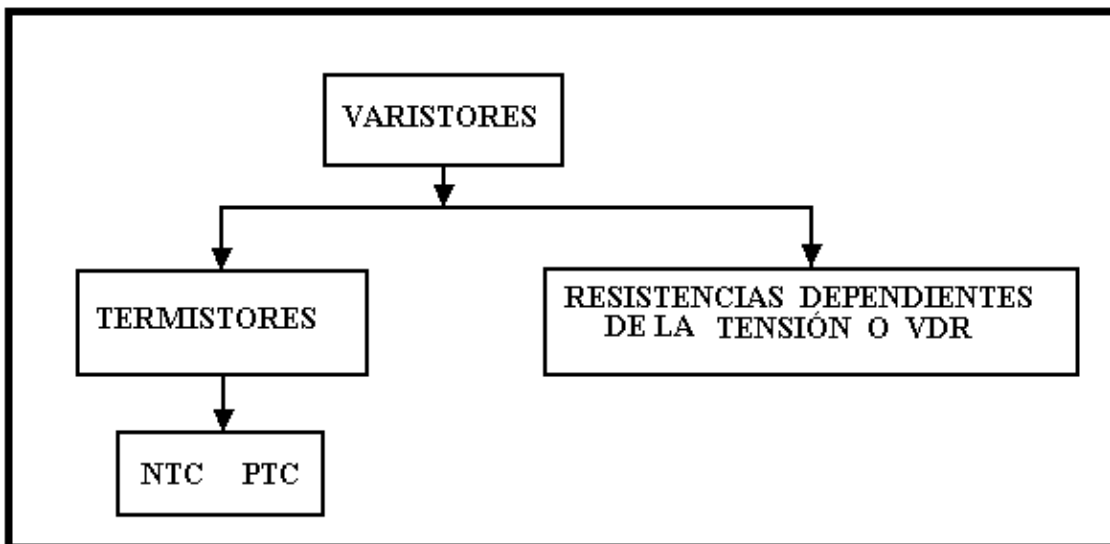 VARISTORES
TERMISTORES
RESISTENCIAS DEPENDIENTES
DE LA TENSIÓN O VDR
NTC PTC